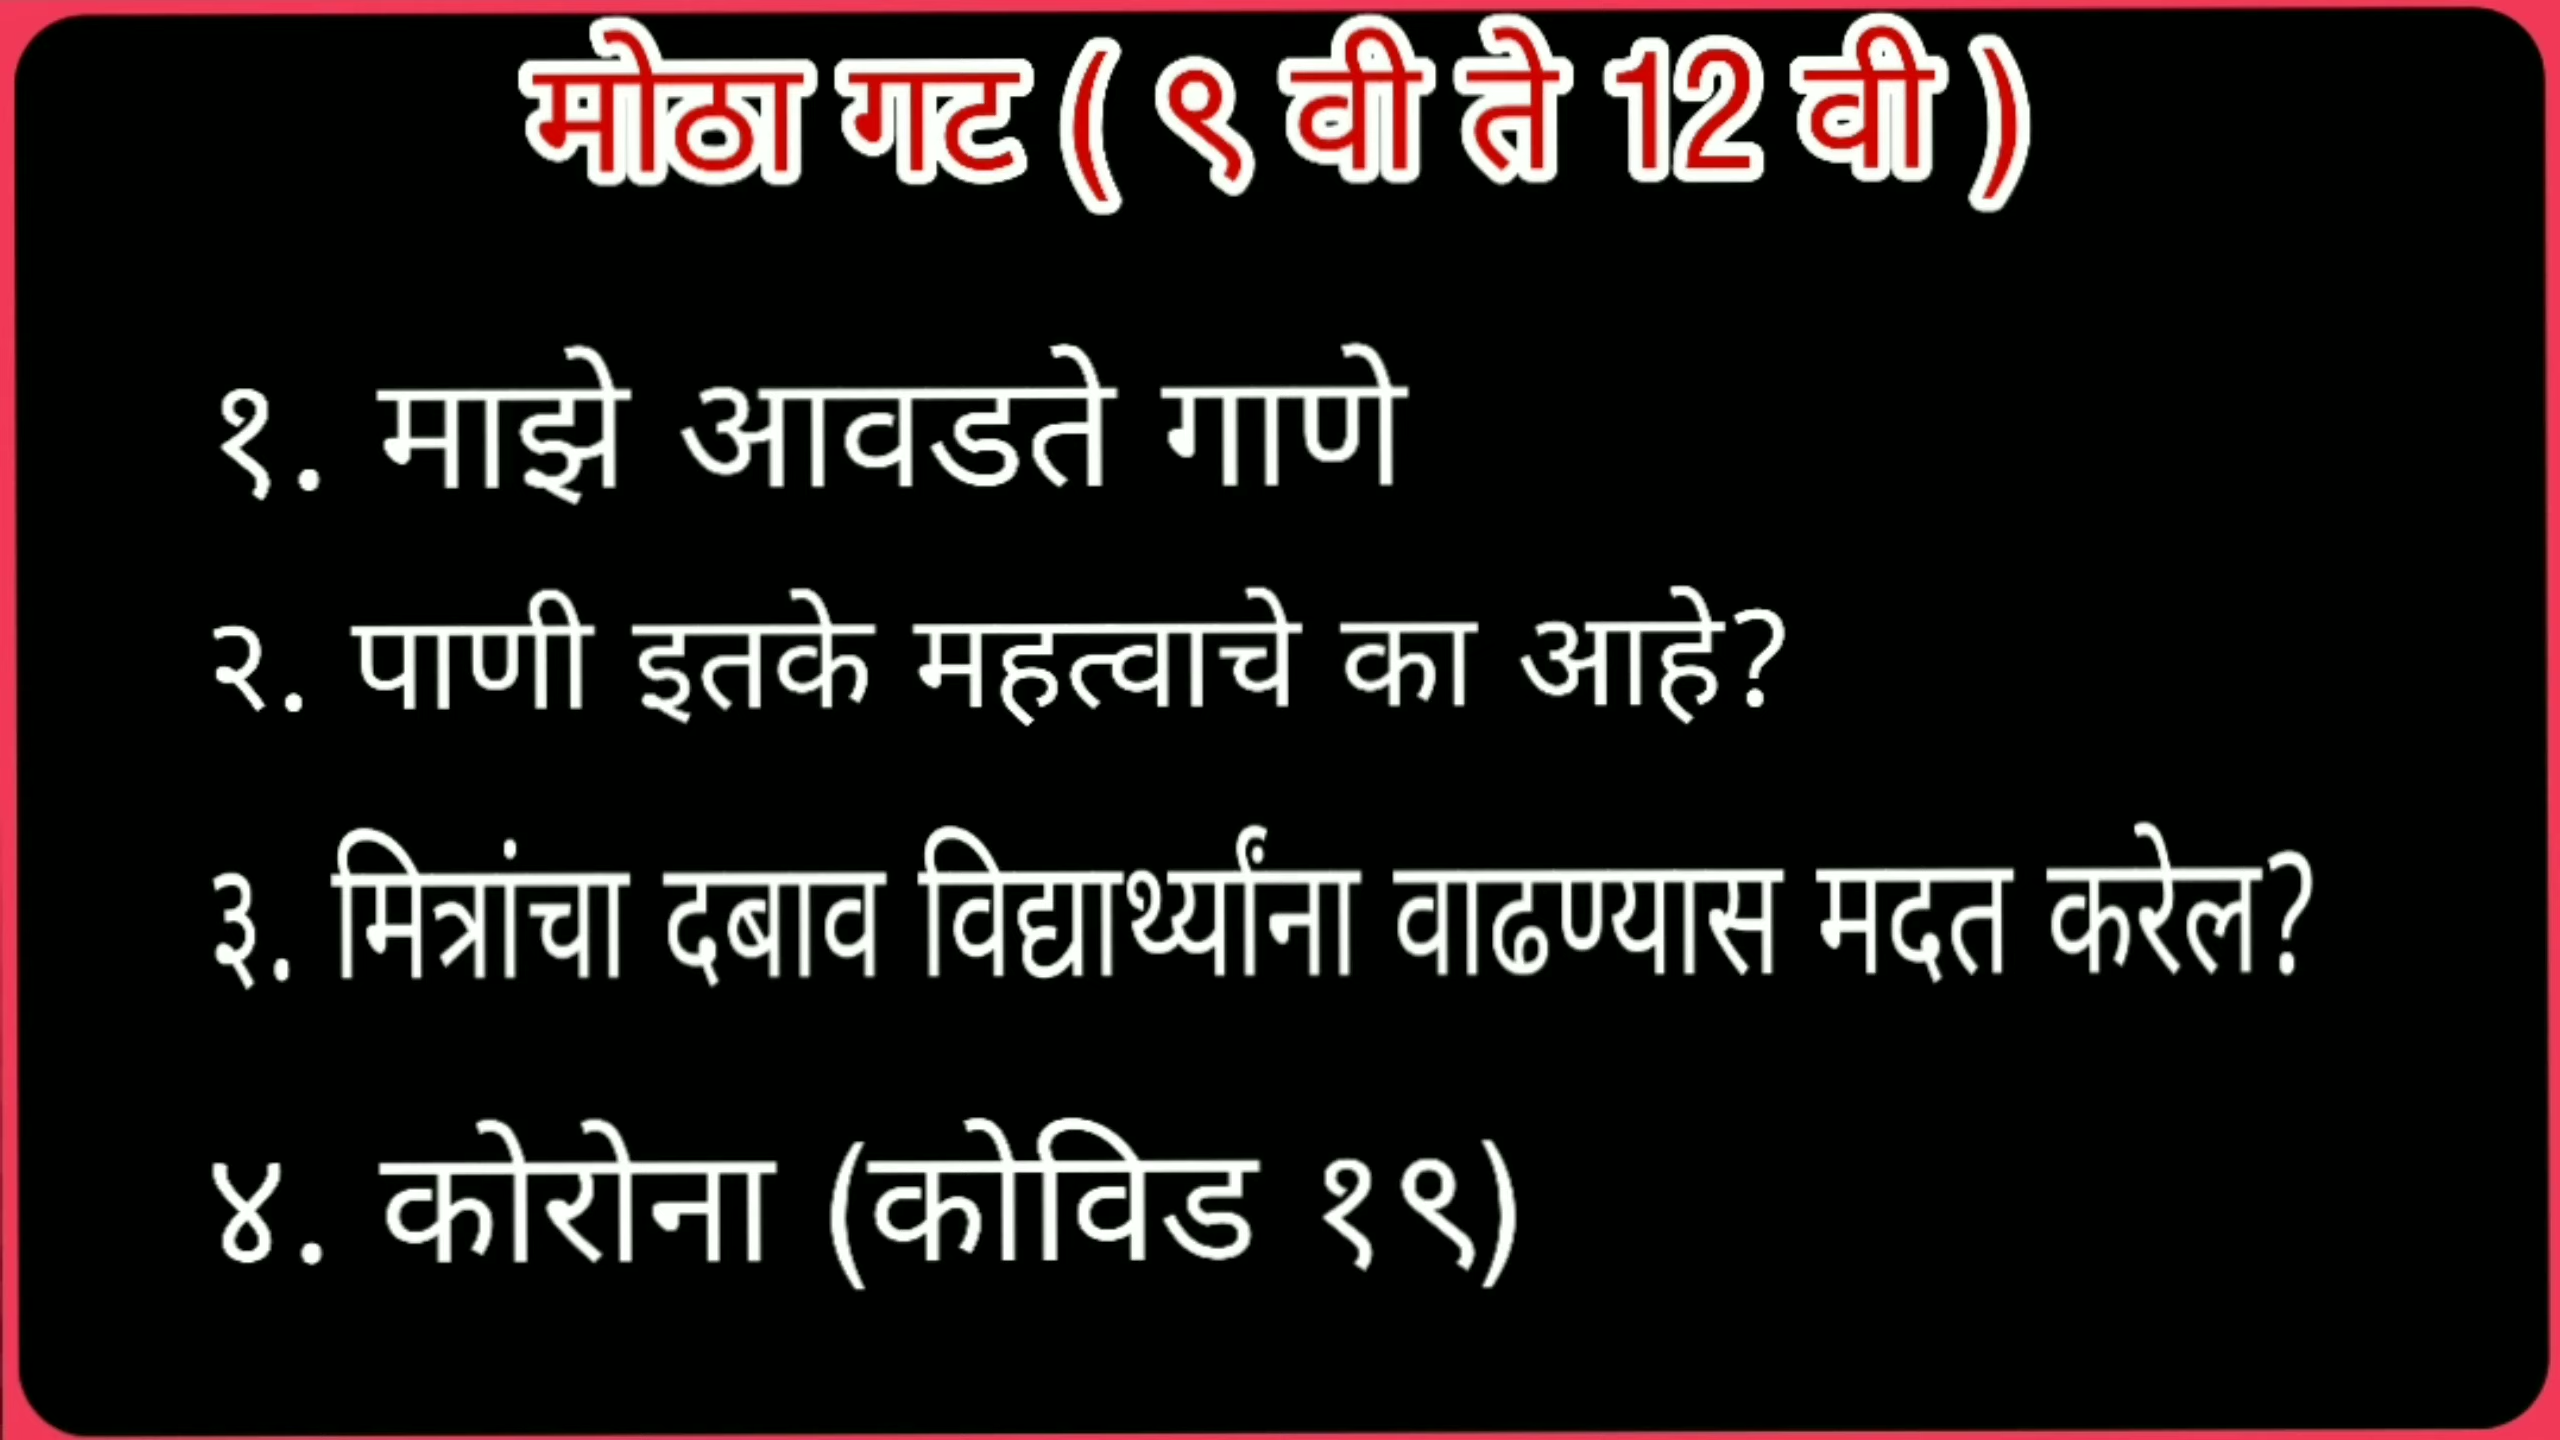 मोठा गट ( ९ वी ते 12 वी )
१. माझे आवडते गाणे
२. पाणी इतके महत्वाचे का आहे?
३. मित्रांचा दबाव विद्यार्थ्यांना वाढण्यास मदत करेल?
४. कोरोना (कोविड १९)